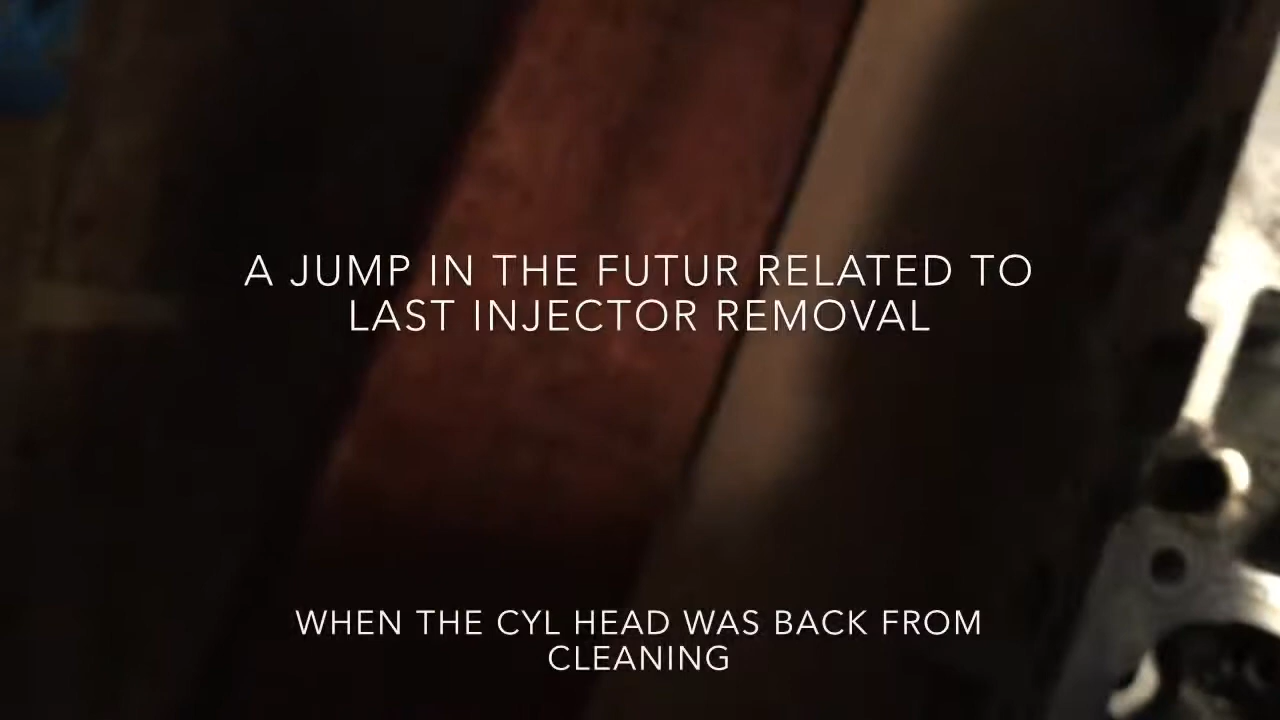 A JUMP IN THE FUTUR RELATED TO
LAST INJECTOR REMOVAL
WHEN THE CYL HEAD WAS BACK FROM
CLEANING